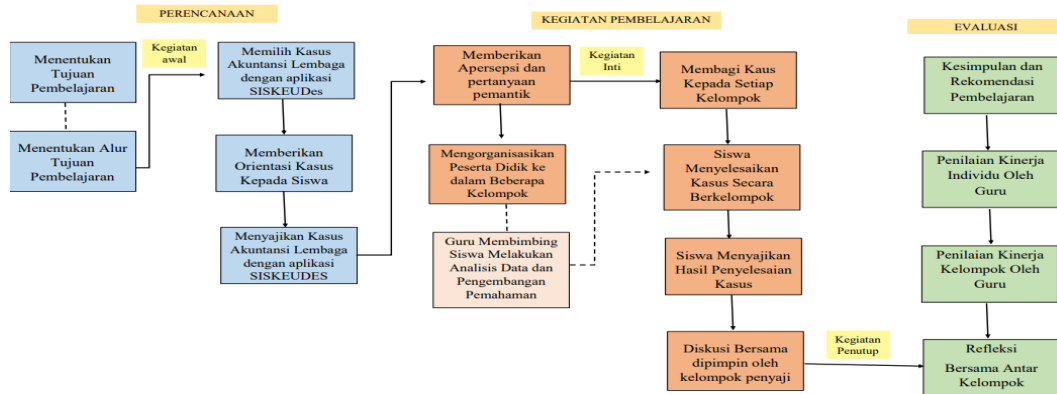 PERENCANAAN
KEGIATAN PEMBELAJARAN
EVALUASI
Menentukan
Tujuan
Pembelajaran
Kegiatan
awal
Memilih Kasus
Akuntansi Lembaga
dengan aplikasi
SISKEUDes
Menentukan Alur
Tujuan
Pembelajaran
Memberikan
Orientasi Kasus
Kepada Siswa
Menyajikan Kasus
Akuntansi Lembaga
dengan aplikasi
SISKEUDES
Memberikan
Apersepsi dan
pertanyaan
pemantik
Kegiatan
Inti
Membagi Kaus
Kepada Setiap
Kelompok
Mengorganisasikan
Peserta Didik ke
dalam Beberapa
Kelompok
Siswa
Menyelesaikan
Kasus Secara
Berkelompok
Guru Membimbing
Siswa Melakukan
Analisis Data dan
Pengembangan
Pemahaman
Siswa Menyajikan
Hasil Penyelesaian
Kasus
Diskusi Bersama
dipimpin oleh
kelompok penyaji
Kegiatan
Penutup
Kesimpulan dan
Rekomendasi
Pembelajaran
Penilaian Kinerja
Individu Oleh
Guru
Penilaian Kinerja
Kelompok Oleh
Guru
Refleksi
Bersama Antar
Kelompok